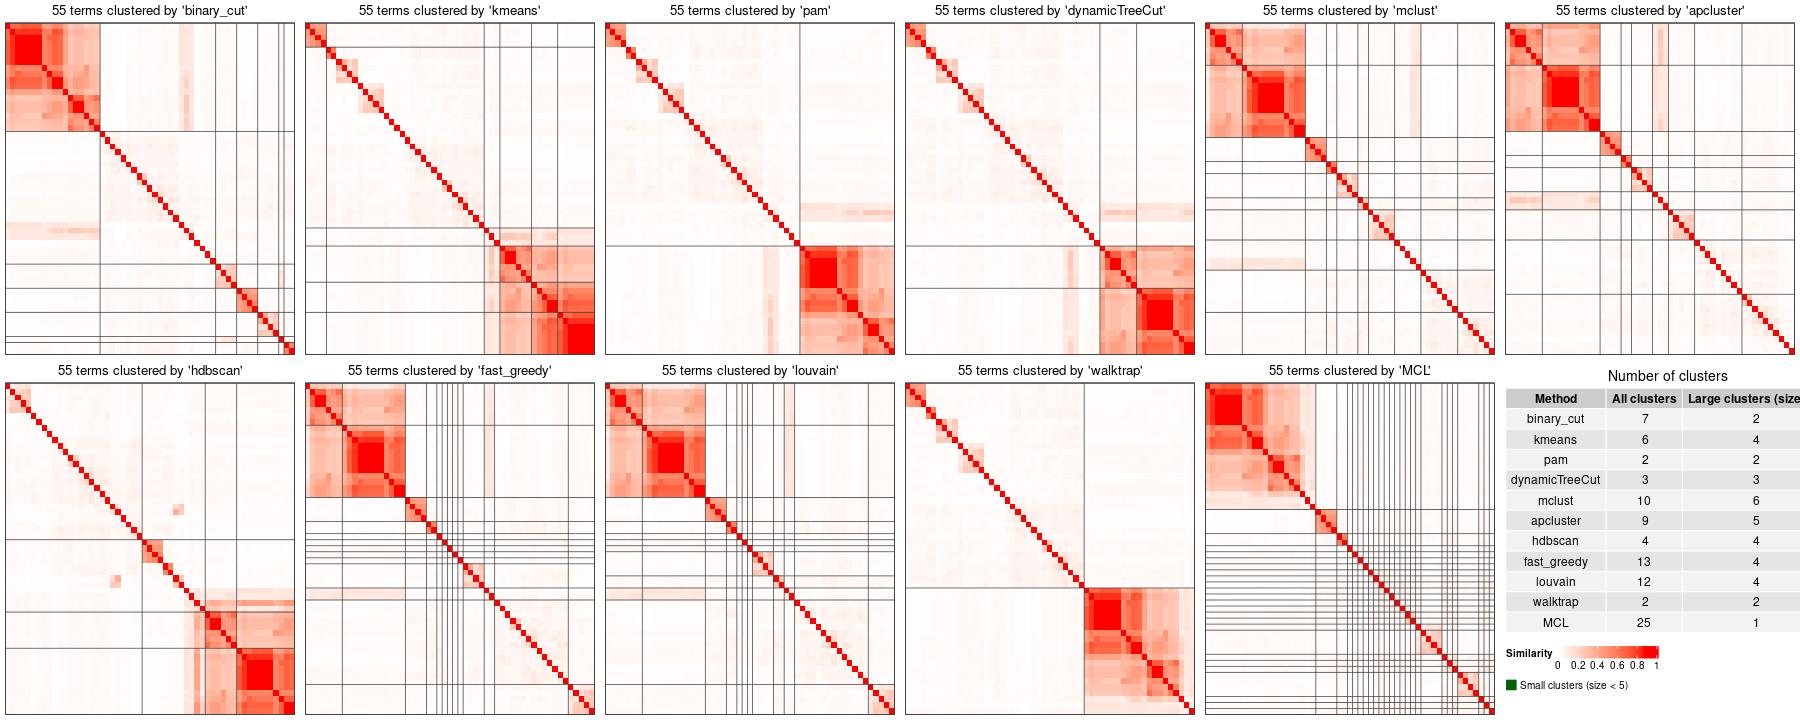 55 terms clustered by 'binary_cut'
55 terms clustered by 'kmeans'
55 terms clustered by 'pam'
55 terms clustered by 'dynamicTreeCut'
55 terms clustered by 'mclust'
55 terms clustered by 'apcluster'
55 terms clustered by 'hdbscan'
55 terms clustered by 'fast_greedy'
55 terms clustered by 'louvain'
55 terms clustered by 'walktrap'
55 terms clustered by 'MCL'
Number of clusters
Method All clusters Large clusters (size
binary_cut 7 2
kmeans 6 4
pam 2 2
dynamicTreeCut 3 3
mclust 10 6
apcluster 9 5
hdbscan 4 4
fast_greedy 13 4
louvain 12 4
walktrap 2 2
MCL 25 1
Similarity
0 0.2 0.4 0.6 0.8 1
Small clusters (size < 5)